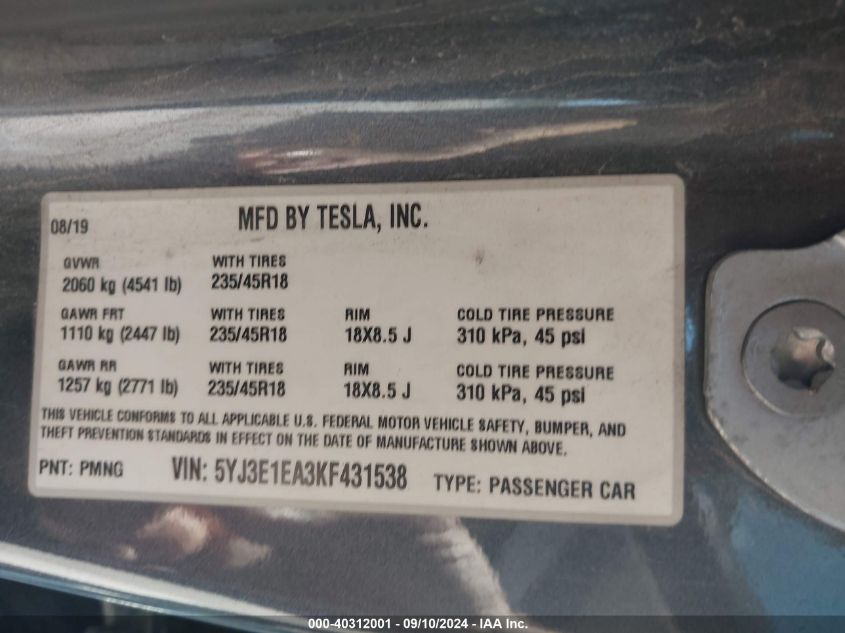 08/19 MFD BY TESLA, INC.
GVWR WITH TIRES
2060 kg (4541 lb) 235/45R18
GAWR FRT WITH TIRES RIM COLD TIRE PRESSURE
1110 kg (2447 lb) 235/45R18 18X8.5 J 310 kPa, 45 psi
GAWR RR WITH TIRES RIM COLD TIRE PRESSURE
1257 kg (2771 lb) 235/45R18 18X8.5 J 310 kPa, 45 psi
THIS VEHICLE CONFORMS TO ALL APPLICABLE U.S. FEDERAL MOTOR VEHICLE SAFETY, BUMPER, AND
THEFT PREVENTION STANDARDS IN EFFECT ON THE DATE OF MANUFACTURE SHOWN ABOVE.
PNT: PMNG VIN: 5YJ3E1EA3KF431538 TYPE: PASSENGER CAR
000-40312001 - 09/10/2024 - IAA Inc.